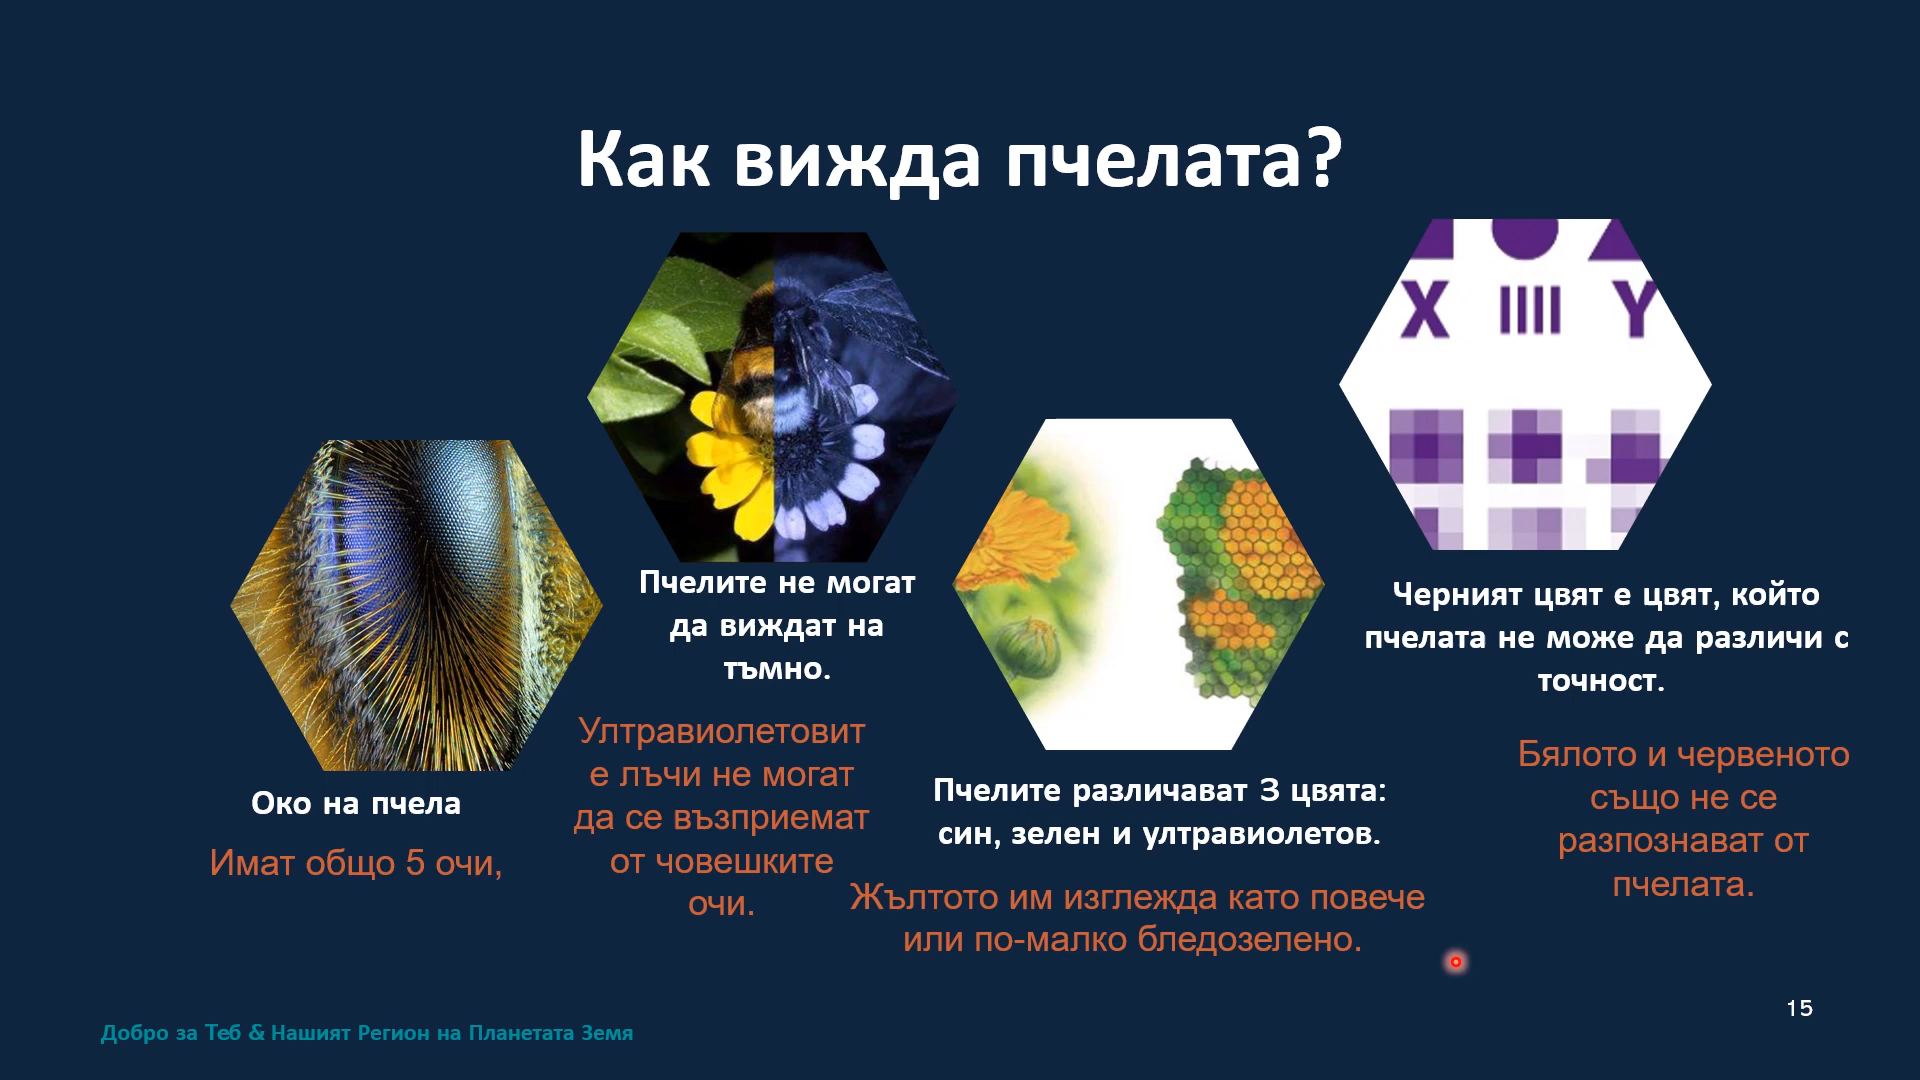 Как вижда пчелата?
X IIII Y
Пчелите не могат
да виждат на
тъмно.
Ултравиолетовит
е лъчи не могат
да се възприемат
от човешките
очи.
Око на пчела
Имат общо 5 очи,
Пчелите различават 3 цвята:
син, зелен и ултравиолетов.
Жълтото им изглежда като повече
или по-малко бледозелено.
Черният цвят е цвят, който
пчелата не може да различи с
точност.
Бялото и червеното
също не се
разпознават от
пчелата.
Добро за Теб & Нашият Регион на Планетата Земя
15